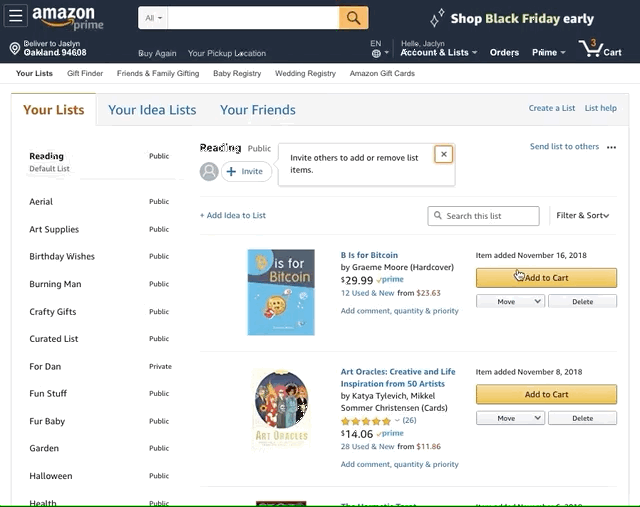 amazon
prime
All
Shop Black Friday early
Deliver to Jaslyn
Oakland 94608
Buy Again
Your Pickup Location
EN
Hello, Jaclyn
Account & Lists
Orders
Prime
3
Cart
Your Lists
Gift Finder
Friends & Family Gifting
Baby Registry
Wedding Registry
Amazon Gift Cards
Your Lists
Your Idea Lists
Your Friends
Create a List
List help
Reading
Public
Default List
Aerial
Public
Art Supplies
Public
Birthday Wishes
Public
Burning Man
Public
Crafty Gifts
Public
Curated List
Public
For Dan
Private
Fun Stuff
Public
Fur Baby
Public
Garden
Public
Halloween
Public
Health
Public
Reading
Public
+ Invite
Invite others to add or remove list
items.
Send list to others
+ Add Idea to List
Search this list
Filter & Sort
B is for
Bitcoin
B Is for Bitcoin
by Graeme Moore (Hardcover)
$29.99 prime
12 Used & New from $23.63
Add comment, quantity & priority
Item added November 16, 2018
Add to Cart
Move
Delete
ART ORACLES
Art Oracles: Creative and Life
Inspiration from 50 Artists
by Katya Tylevich, Mikkel
Sommer Christensen (Cards)
(26)
$14.06 prime
28 Used & New from $11.86
Add comment, quantity & priority
Item added November 8, 2018
Add to Cart
Move
Delete
The Hermetic Tarot